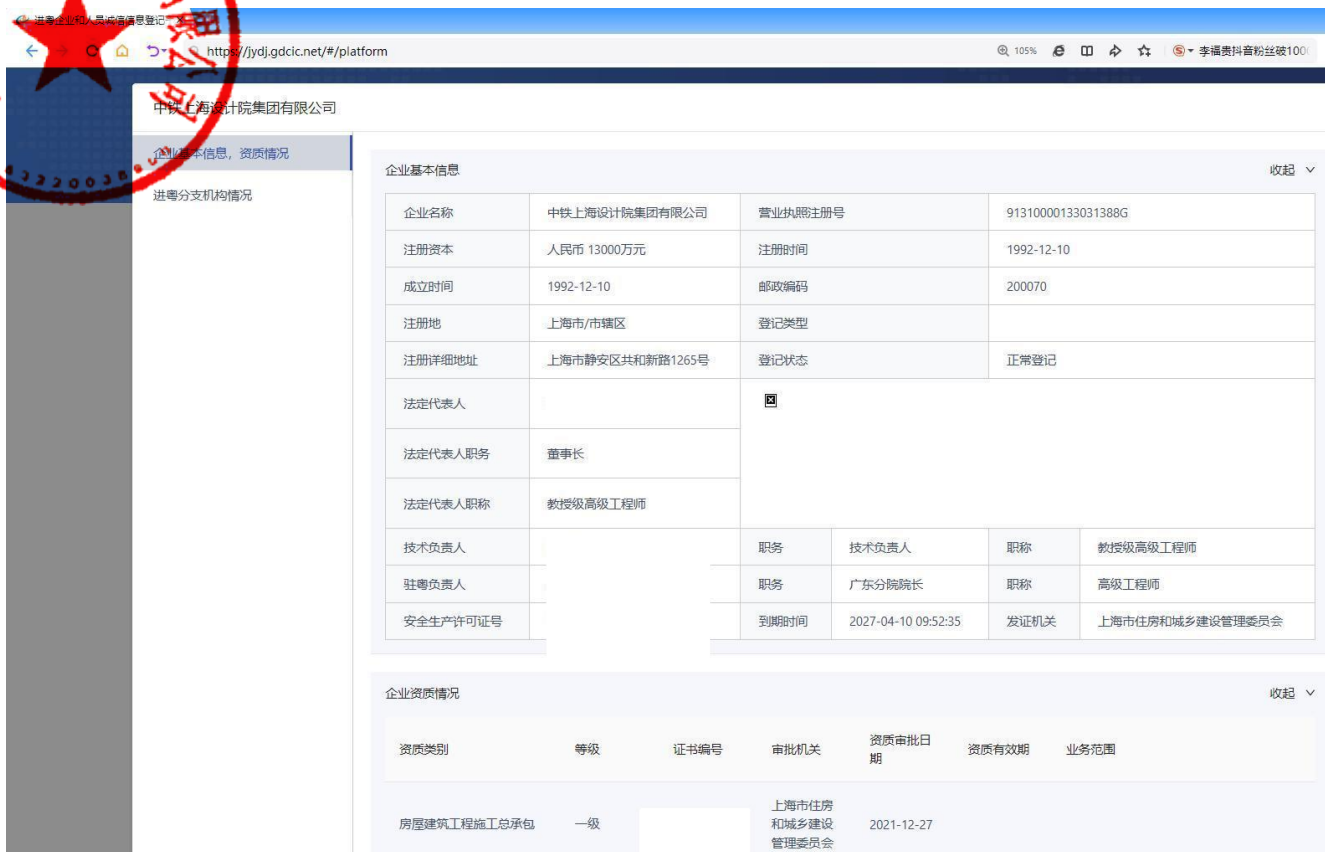 进粤企业和人员诚信信息登记
https://jydj.gdcic.net/#/platform
105%
李福贵抖音粉丝破100
中铁上海设计院集团有限公司
企业基本信息，资质情况
进粤分支机构情况
企业基本信息 收起
企业名称 中铁上海设计院集团有限公司 营业执照注册号 91310000133031388G
注册资本 人民币 13000万元 注册时间 1992-12-10
成立时间 1992-12-10 邮政编码 200070
注册地 上海市/市辖区 登记类型
注册详细地址 上海市静安区共和新路1265号 登记状态 正常登记
法定代表人
法定代表人职务 董事长
法定代表人职称 教授级高级工程师
技术负责人 职务 技术负责人 职称 教授级高级工程师
驻粤负责人 职务 广东分院院长 职称 高级工程师
安全生产许可证号 到期时间 2027-04-10 09:52:35 发证机关 上海市住房和城乡建设管理委员会
企业资质情况 收起
资质类别 等级 证书编号 审批机关 资质审批日期 资质有效期 业务范围
房屋建筑工程施工总承包 一级 上海市住房和城乡建设管理委员会 2021-12-27